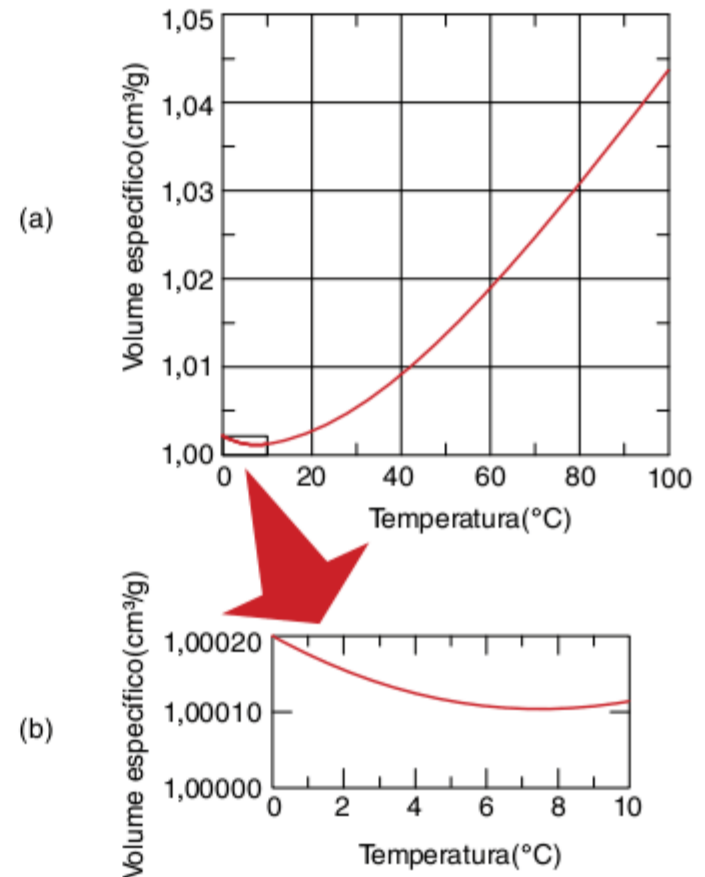 (a)
Volume específico(cm³/g)
1,05
1,04
1,03
1,02
1,01
1,00
0 20 40 60 80 100
Temperatura(°C)
(b)
Volume específico(cm³/g)
1,00020
1,00010
1,00000
0 2 4 6 8 10
Temperatura(°C)